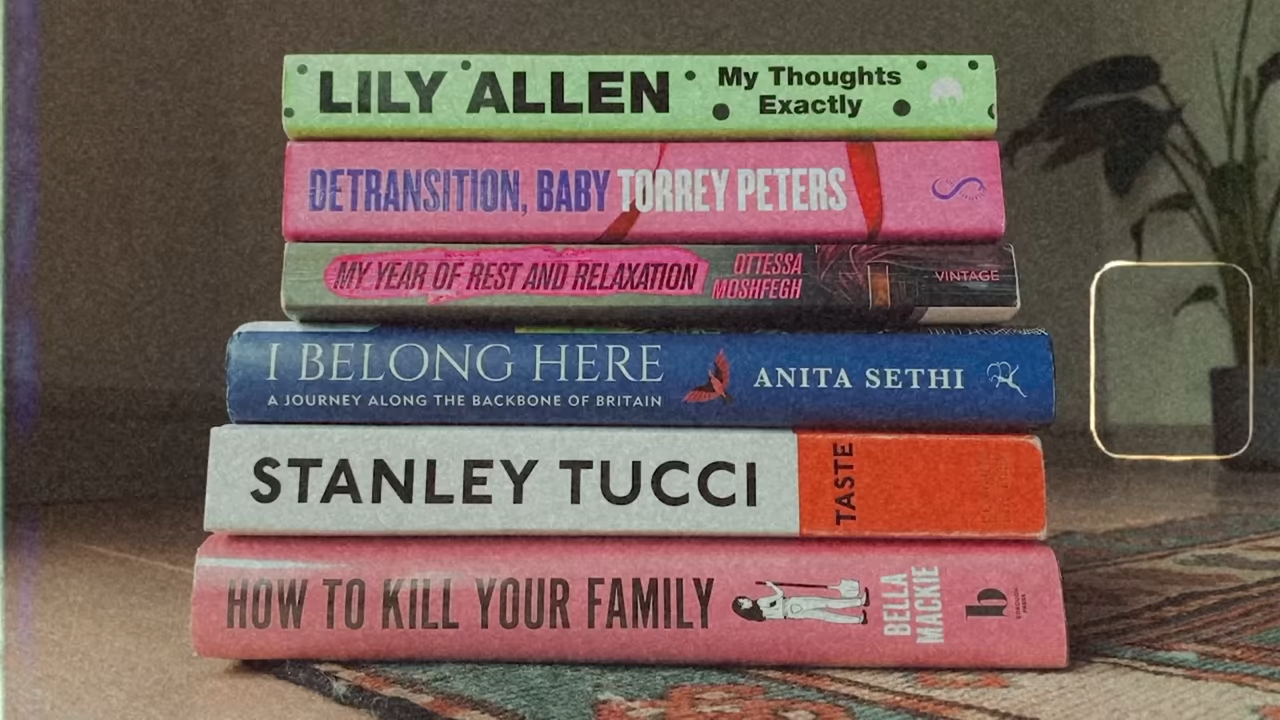 LILY ALLEN My Thoughts
Exactly
DETRANSITION, BABY TORREY PETERS
MY YEAR OF REST AND RELAXATION OTTESSA
MOSHFEGH
VINTAGE
I BELONG HERE
A JOURNEY ALONG THE BACKBONE OF BRITAIN
ANITA SETHI
STANLEY TUCCI
TASTE
HOW TO KILL YOUR FAMILY
BELLA
MACKIE
b
BOROUGH
PRESS